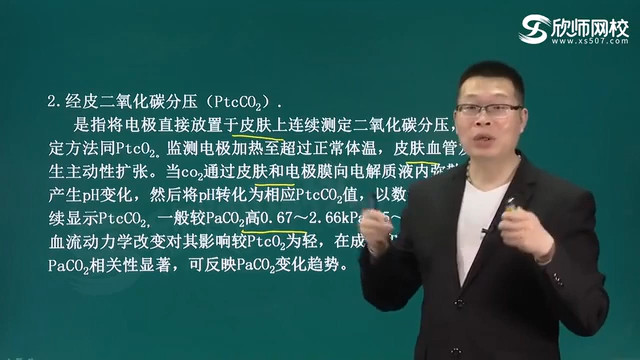 欣师网校
www.xs507.com
2.经皮二氧化碳分压（PtcCO₂）.
是指将电极直接放置于皮肤上连续测定二氧化碳分压，
定方法同PtcO₂。监测电极加热至超过正常体温，皮肤血管
生主动性扩张。当co₂通过皮肤和电极膜向电解质液内弥
产生pH变化，然后将pH转化为相应PtcCO₂值，以数
续显示PtcCO₂，一般较PaCO₂高0.67～2.66kPa
血流动力学改变对其影响较PtcO₂为轻，在成
PaCO₂相关性显著，可反映PaCO₂变化趋势。